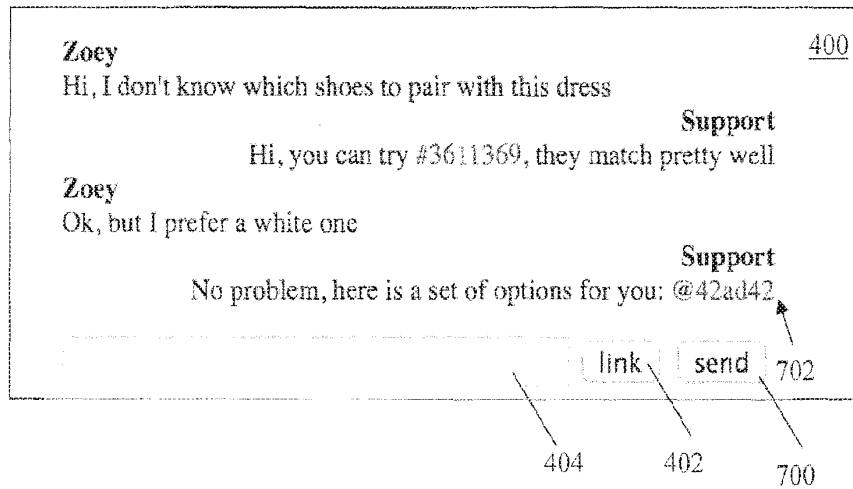 400
Zoey
Hi, I don't know which shoes to pair with this dress
Support
Hi, you can try #3611369, they match pretty well
Zoey
Ok, but I prefer a white one
Support
No problem, here is a set of options for you: @42ad42
link send 702
404 402 700